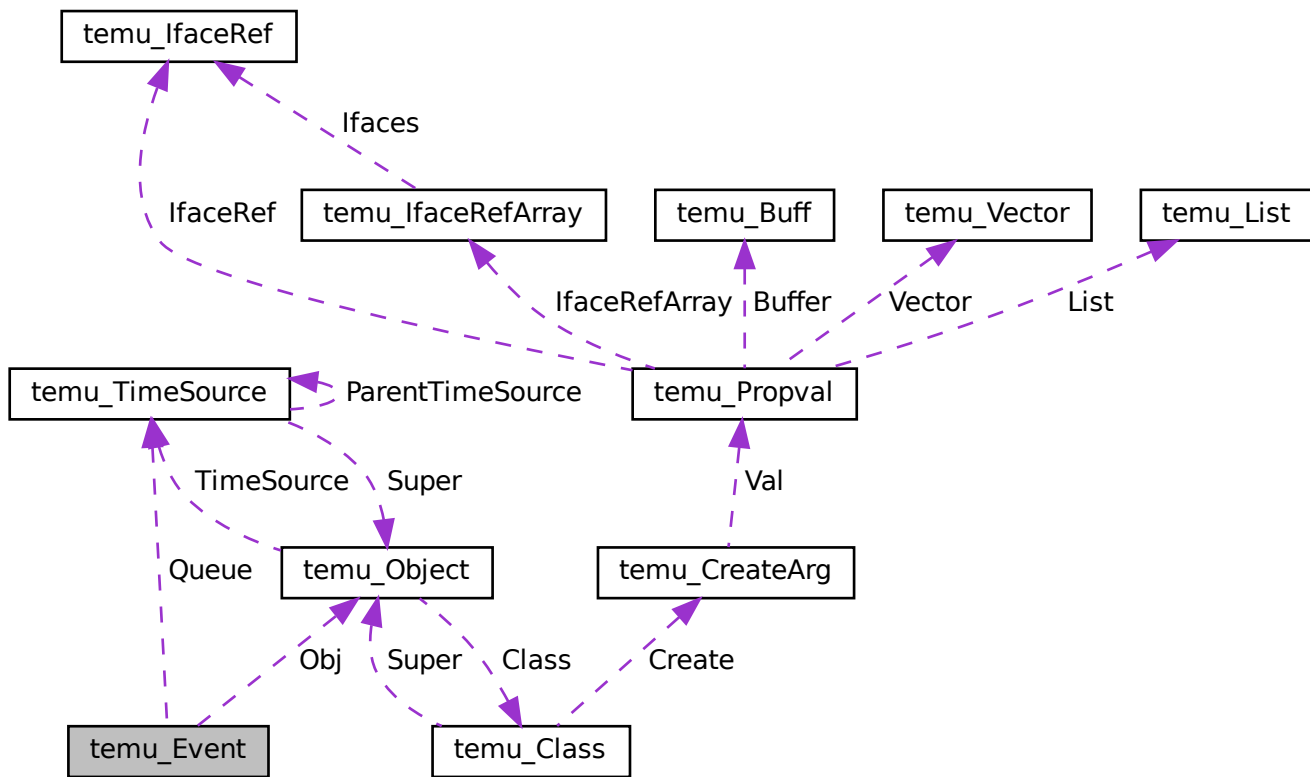 temu_IfaceRef
Ifaces
IfaceRef
temu_IfaceRefArray
temu_Buff
temu_Vector
temu_List
IfaceRefArray
Buffer
Vector
List
temu_TimeSource
ParentTimeSource
temu_Propval
TimeSource
Super
Val
Queue
temu_Object
temu_CreateArg
Obj
Super
Class
Create
temu_Event
temu_Class